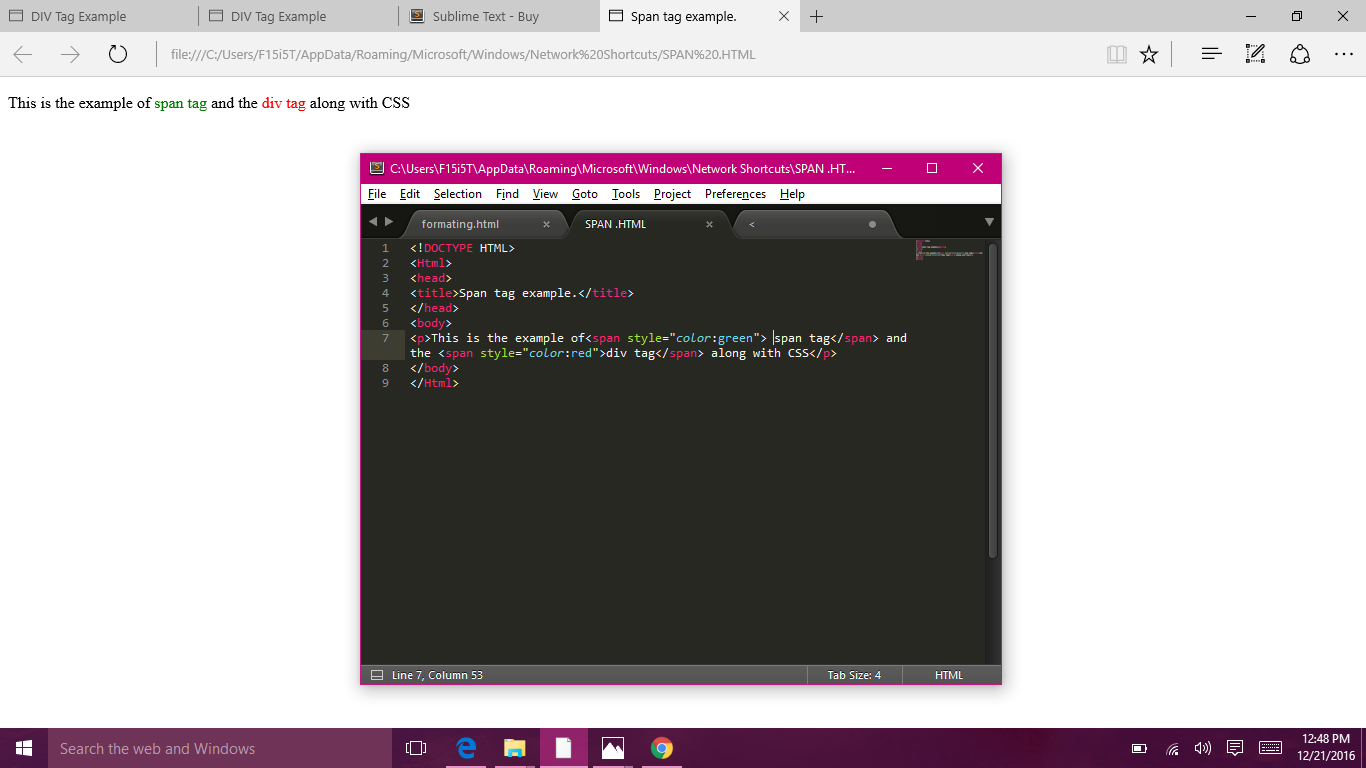 DIV Tag Example
DIV Tag Example
Sublime Text - Buy
Span tag example.
file:///C:/Users/F15i5T/AppData/Roaming/Microsoft/Windows/Network%20Shortcuts/SPAN%20.HTML
This is the example of span tag and the div tag along with CSS
C:\Users\F15i5T\AppData\Roaming\Microsoft\Windows\Network Shortcuts\SPAN .HT...
File Edit Selection Find View Goto Tools Project Preferences Help
formating.html
SPAN .HTML
<
1 <!DOCTYPE HTML>
2 <Html>
3 <head>
4 <title>Span tag example.</title>
5 </head>
6 <body>
7 <p>This is the example of<span style="color:green"> span tag</span> and
the <span style="color:red">div tag</span> along with CSS</p>
8 </body>
9 </Html>
Line 7, Column 53
Tab Size: 4
HTML
Search the web and Windows
12:48 PM
12/21/2016